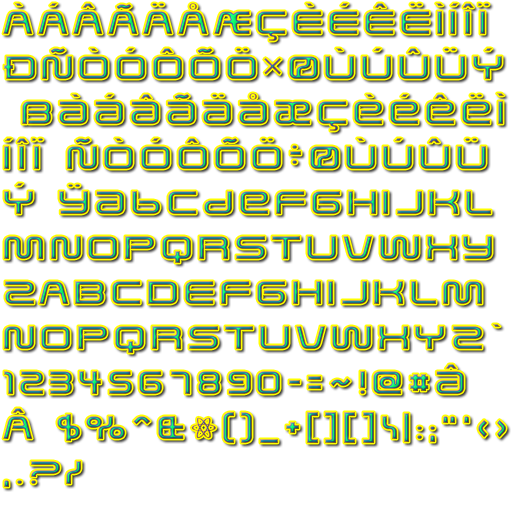 ÀÁÂÃÄÅÆÇÈÉÊËÌÍÎÏ
ÐÑÒÓÔÕÖ×ØÙÚÛÜÝ
ßàáâãäåæçèéêëì
íîï ñòóôõö÷øùúûü
ý ÿabcdefghijkl
mnopqrstuvwxy
zABCDEFGHIJKLM
NOPQRSTUVWXYZ`
1234567890-=~!@#Â
Â $%^&*()_+[][]\|:;"'<>
,.?/